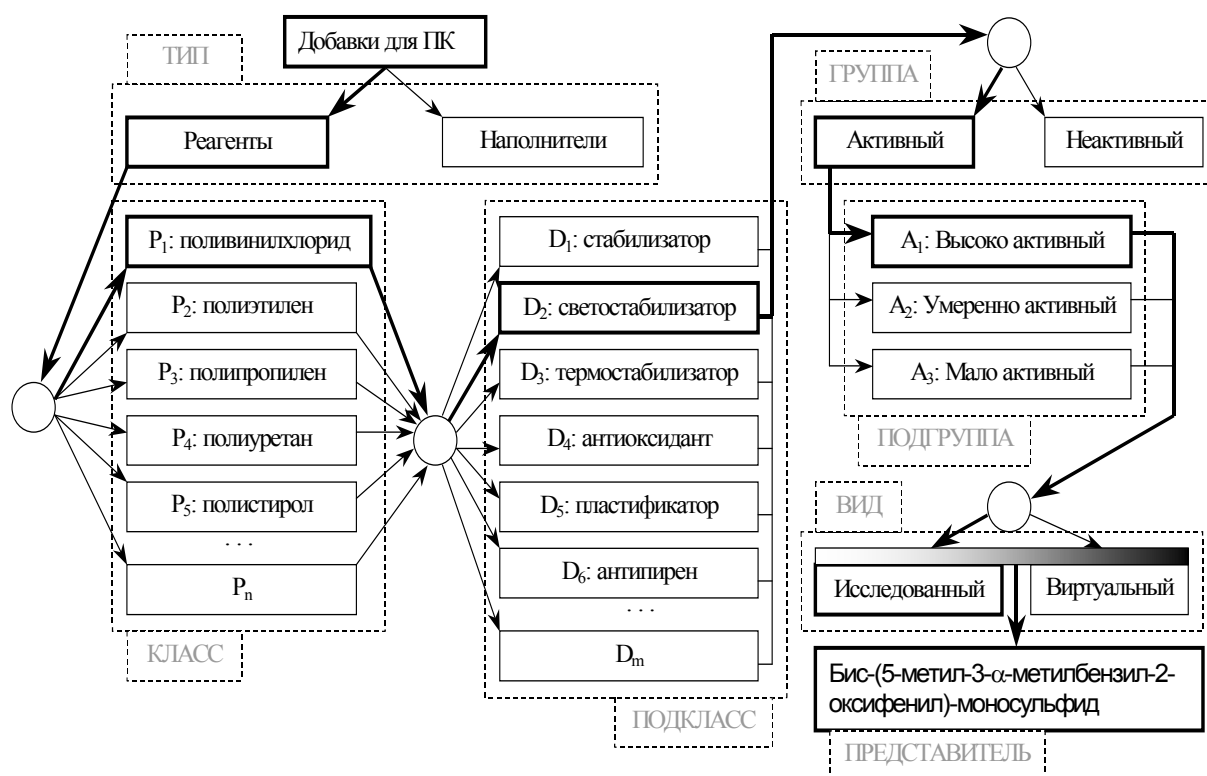 ТИП
Добавки для ПК
Реагенты
Наполнители
P1: поливинилхлорид
P2: полиэтилен
P3: полипропилен
P4: полиуретан
P5: полистирол
. . .
Pn
КЛАСС
D1: стабилизатор
D2: светостабилизатор
D3: термостабилизатор
D4: антиоксидант
D5: пластификатор
D6: антипирен
. . .
Dm
ПОДКЛАСС
ГРУППА
Активный
Неактивный
A1: Высоко активный
A2: Умеренно активный
A3: Мало активный
ПОДГРУППА
ВИД
Исследованный
Виртуальный
Бис-(5-метил-3-α-метилбензил-2-
оксифенил)-моносульфид
ПРЕДСТАВИТЕЛЬ